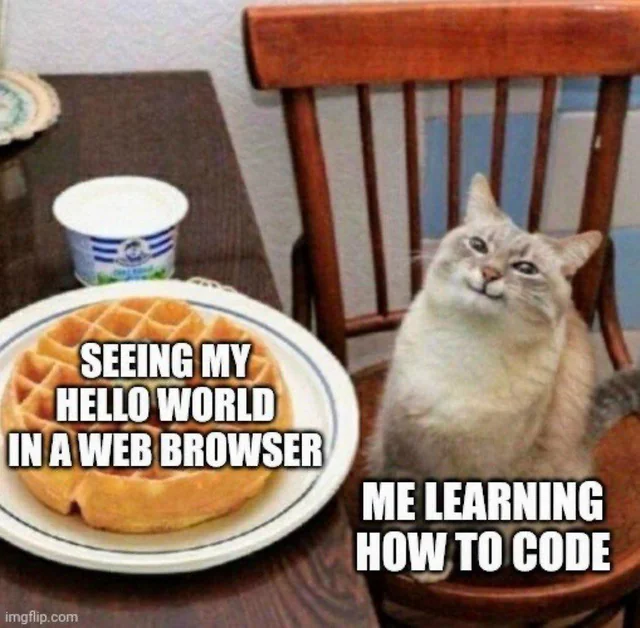 SEEING MY
HELLO WORLD
IN A WEB BROWSER
ME LEARNING
HOW TO CODE
imgflip.com